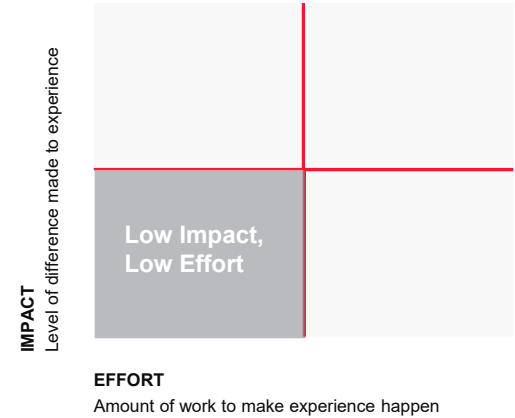 IMPACT
Level of difference made to experience
Low Impact,
Low Effort
EFFORT
Amount of work to make experience happen